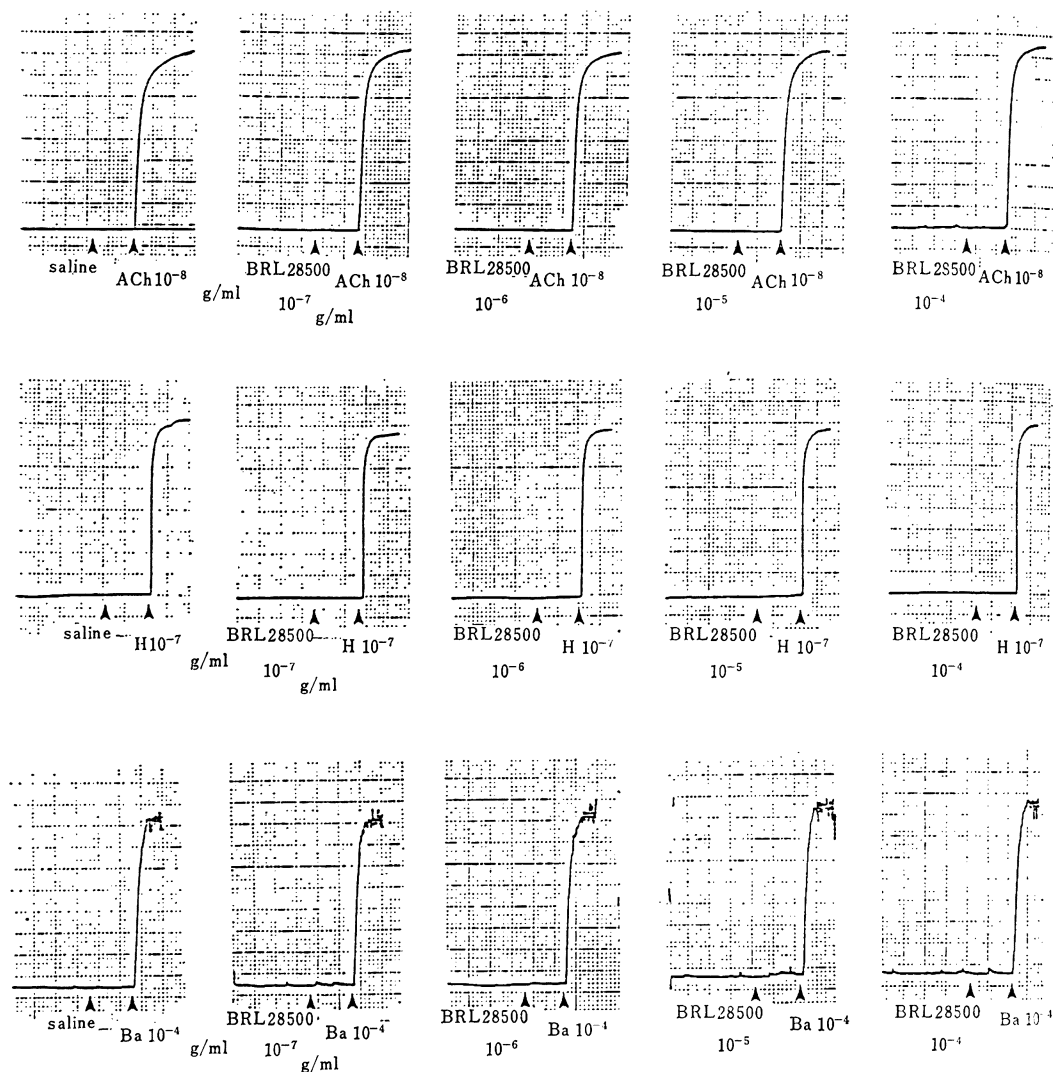 saline ACh 10⁻⁸ g/ml
BRL28500 10⁻⁷ g/ml ACh 10⁻⁸
BRL28500 10⁻⁶ ACh 10⁻⁸
BRL28500 10⁻⁵ ACh 10⁻⁸
BRL28500 10⁻⁴ ACh 10⁻⁸
saline H10⁻⁷ g/ml
BRL28500 10⁻⁷ g/ml H 10⁻⁷
BRL28500 10⁻⁶ H 10⁻⁷
BRL28500 10⁻⁵ H 10⁻⁷
BRL28500 10⁻⁴ H 10⁻⁷
saline Ba 10⁻⁴ g/ml
BRL28500 10⁻⁷ g/ml Ba 10⁻⁴
BRL28500 10⁻⁶ Ba 10⁻⁴
BRL28500 10⁻⁵ Ba 10⁻⁴
BRL28500 10⁻⁴ Ba 10⁻⁴